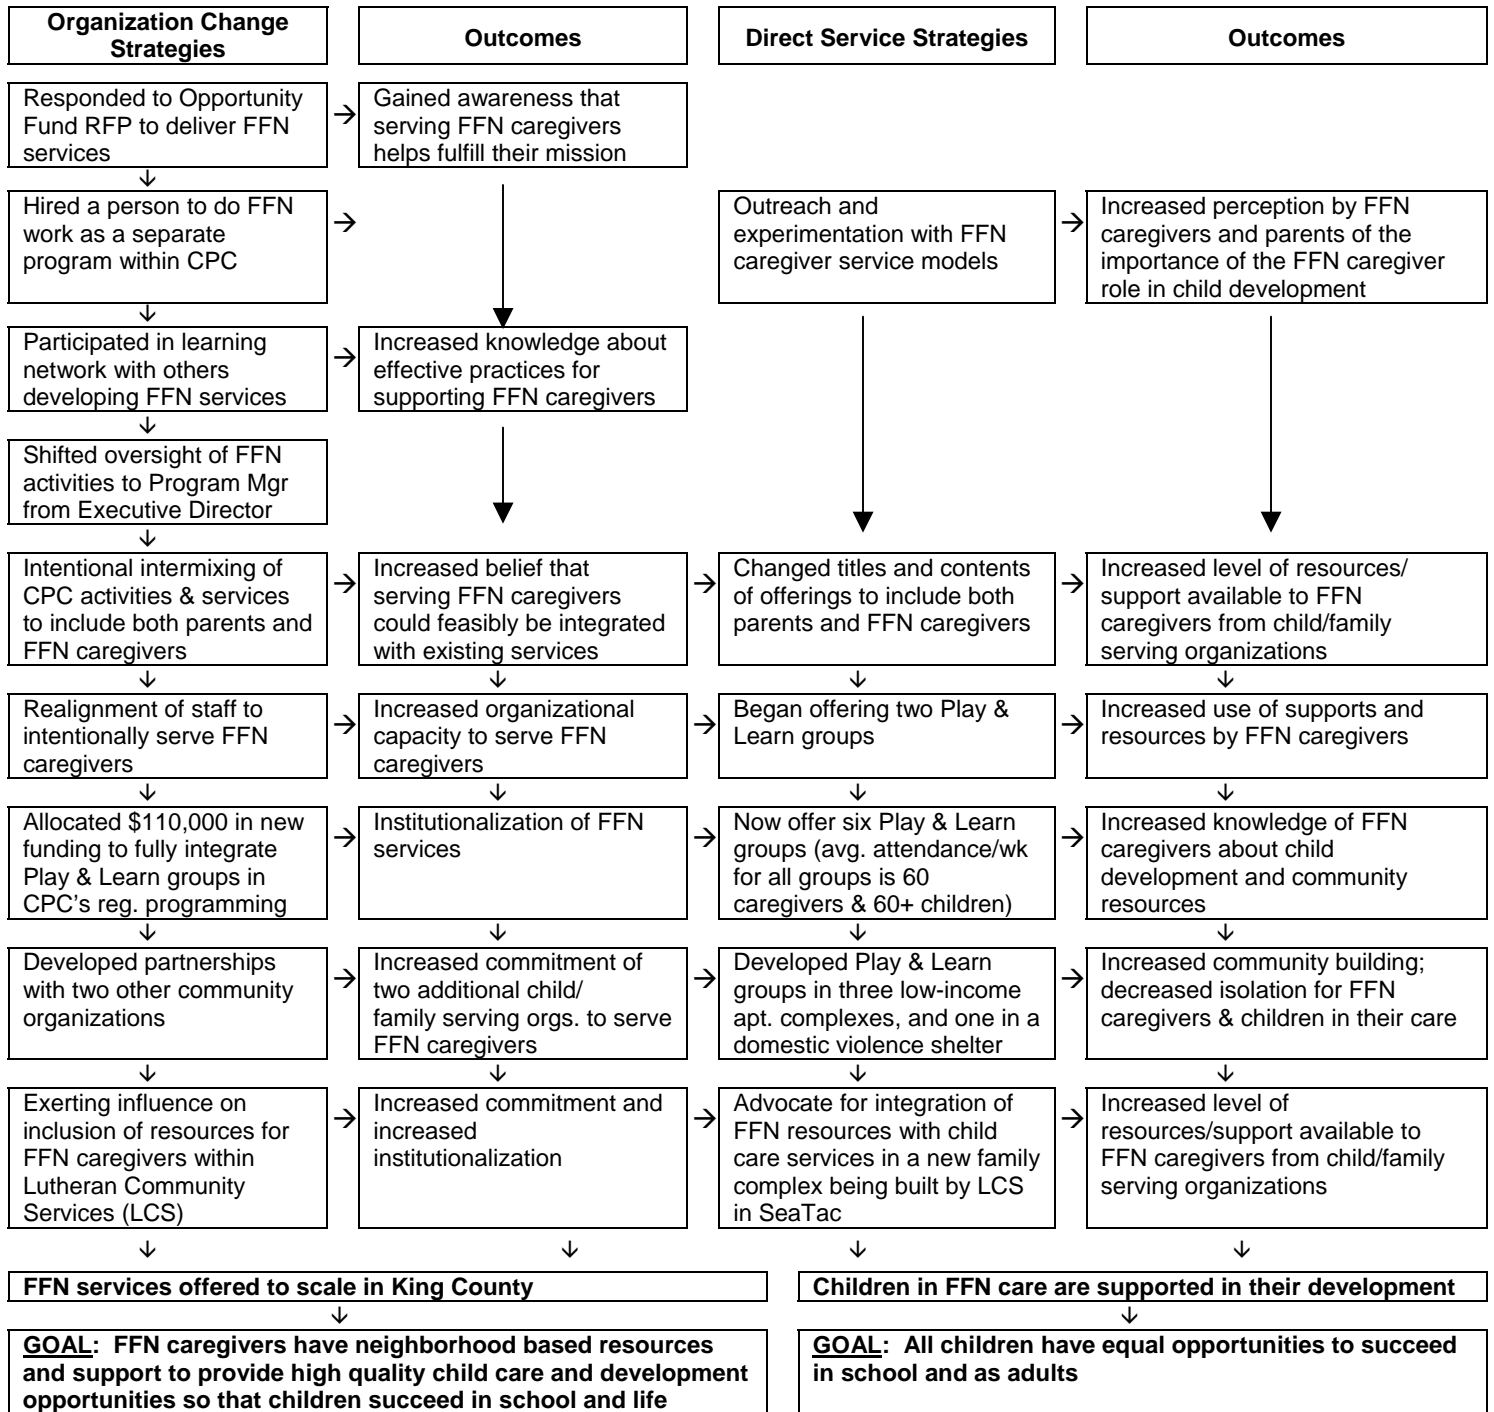 Organization Change
Strategies
Outcomes
Direct Service Strategies
Outcomes
Responded to Opportunity
Fund RFP to deliver FFN
services
→
Gained awareness that
serving FFN caregivers
helps fulfill their mission
↓
Hired a person to do FFN
work as a separate
program within CPC
→
Outreach and
experimentation with FFN
caregiver service models
→
Increased perception by FFN
caregivers and parents of the
importance of the FFN caregiver
role in child development
↓
Participated in learning
network with others
developing FFN services
→
Increased knowledge about
effective practices for
supporting FFN caregivers
↓
Shifted oversight of FFN
activities to Program Mgr
from Executive Director
↓
Intentional intermixing of
CPC activities & services
to include both parents and
FFN caregivers
→
Increased belief that
serving FFN caregivers
could feasibly be integrated
with existing services
→
Changed titles and contents
of offerings to include both
parents and FFN caregivers
→
Increased level of resources/
support available to FFN
caregivers from child/family
serving organizations
↓ ↓ ↓ ↓
Realignment of staff to
intentionally serve FFN
caregivers
→
Increased organizational
capacity to serve FFN
caregivers
→
Began offering two Play &
Learn groups
→
Increased use of supports and
resources by FFN caregivers
↓ ↓ ↓ ↓
Allocated $110,000 in new
funding to fully integrate
Play & Learn groups in
CPC's reg. programming
→
Institutionalization of FFN
services
→
Now offer six Play & Learn
groups (avg. attendance/wk
for all groups is 60
caregivers & 60+ children)
→
Increased knowledge of FFN
caregivers about child
development and community
resources
↓ ↓ ↓ ↓
Developed partnerships
with two other community
organizations
→
Increased commitment of
two additional child/
family serving orgs. to serve
FFN caregivers
→
Developed Play & Learn
groups in three low-income
apt. complexes, and one in a
domestic violence shelter
→
Increased community building;
decreased isolation for FFN
caregivers & children in their care
↓ ↓ ↓ ↓
Exerting influence on
inclusion of resources for
FFN caregivers within
Lutheran Community
Services (LCS)
→
Increased commitment and
increased
institutionalization
→
Advocate for integration of
FFN resources with child
care services in a new family
complex being built by LCS
in SeaTac
→
Increased level of
resources/support available to
FFN caregivers from child/family
serving organizations
↓ ↓ ↓ ↓
FFN services offered to scale in King County
Children in FFN care are supported in their development
↓ ↓
GOAL: FFN caregivers have neighborhood based resources
and support to provide high quality child care and development
opportunities so that children succeed in school and life
GOAL: All children have equal opportunities to succeed
in school and as adults